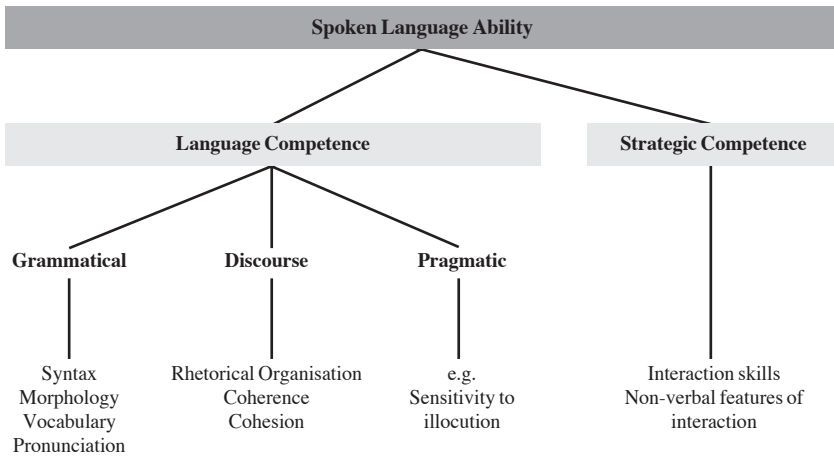 Spoken Language Ability
Language Competence
Strategic Competence
Grammatical
Discourse
Pragmatic
Syntax
Morphology
Vocabulary
Pronunciation
Rhetorical Organisation
Coherence
Cohesion
e.g.
Sensitivity to
illocution
Interaction skills
Non-verbal features of
interaction